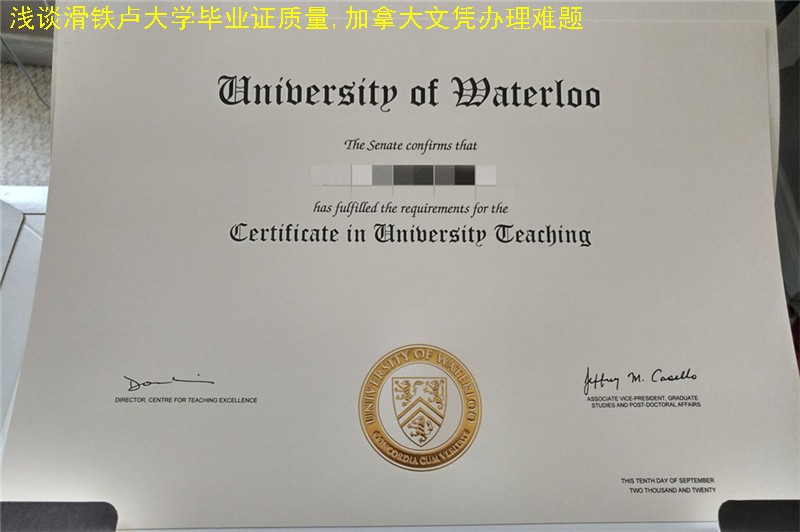 浅谈滑铁卢大学毕业证质量,加拿大文凭办理难题
University of Waterloo
The Senate confirms that
has fulfilled the requirements for the
Certificate in University Teaching
UNIVERSITY OF WATERLOO
CONCORDIA CUM VERITATE
DIRECTOR, CENTRE FOR TEACHING EXCELLENCE
Jeffrey M. Casello
ASSOCIATE VICE-PRESIDENT, GRADUATE
STUDIES AND POST-DOCTORAL AFFAIRS
THIS TENTH DAY OF SEPTEMBER
TWO THOUSAND AND TWENTY